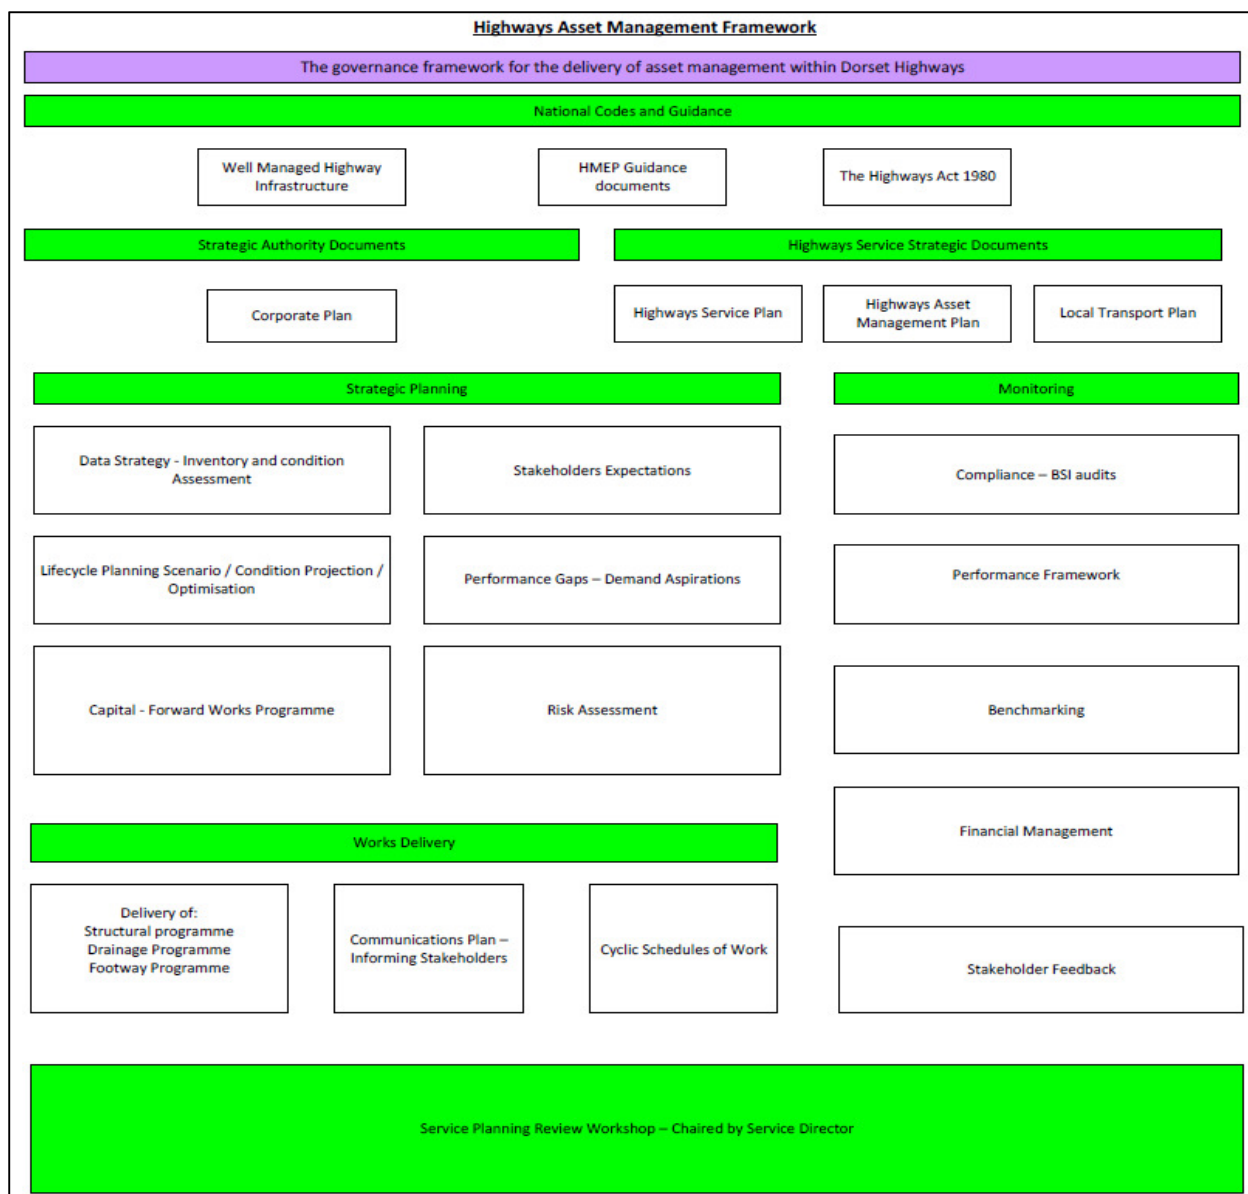 Highways Asset Management Framework
The governance framework for the delivery of asset management within Dorset Highways
National Codes and Guidance
Well Managed Highway
Infrastructure
HMEP Guidance
documents
The Highways Act 1980
Strategic Authority Documents
Highways Service Strategic Documents
Corporate Plan
Highways Service Plan
Highways Asset
Management Plan
Local Transport Plan
Strategic Planning
Monitoring
Data Strategy - Inventory and condition
Assessment
Stakeholders Expectations
Compliance – BSI audits
Lifecycle Planning Scenario / Condition Projection /
Optimisation
Performance Gaps – Demand Aspirations
Performance Framework
Capital - Forward Works Programme
Risk Assessment
Benchmarking
Financial Management
Works Delivery
Delivery of:
Structural programme
Drainage Programme
Footway Programme
Communications Plan –
Informing Stakeholders
Cyclic Schedules of Work
Stakeholder Feedback
Service Planning Review Workshop – Chaired by Service Director